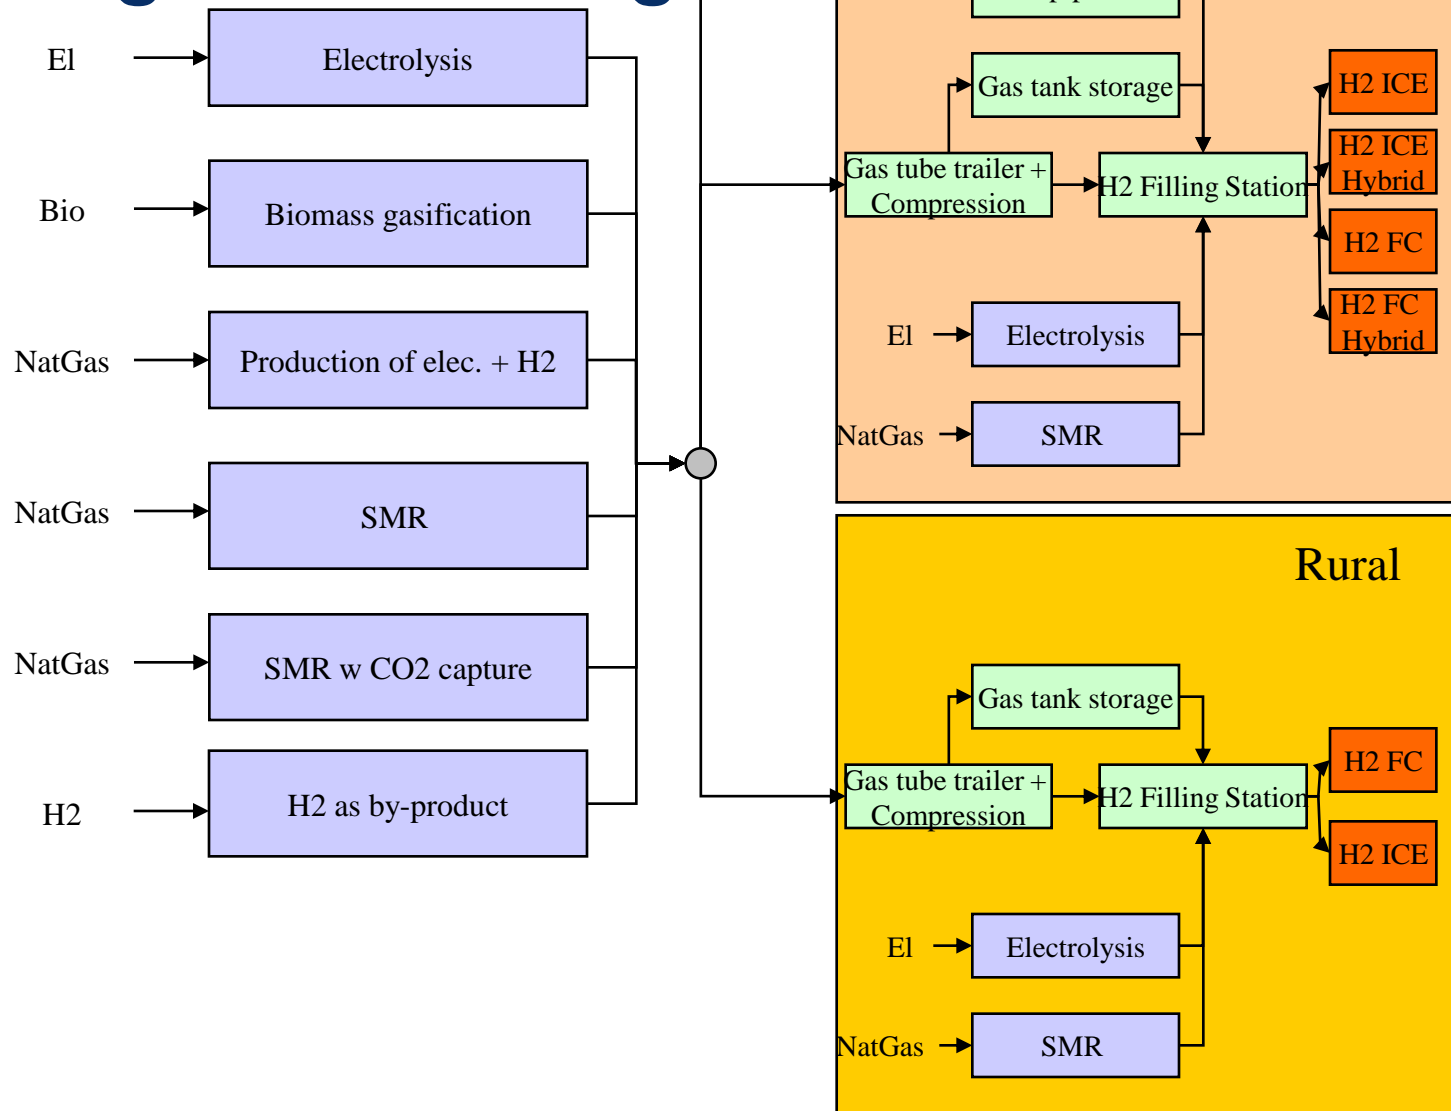 El
Electrolysis
Bio
Biomass gasification
NatGas
Production of elec. + H2
NatGas
SMR
NatGas
SMR w CO2 capture
H2
H2 as by-product
Gas tank storage
Gas tube trailer +
Compression
H2 Filling Station
H2 ICE
H2 ICE
Hybrid
H2 FC
H2 FC
Hybrid
El
Electrolysis
NatGas
SMR
Rural
Gas tank storage
Gas tube trailer +
Compression
H2 Filling Station
H2 FC
H2 ICE
El
Electrolysis
NatGas
SMR